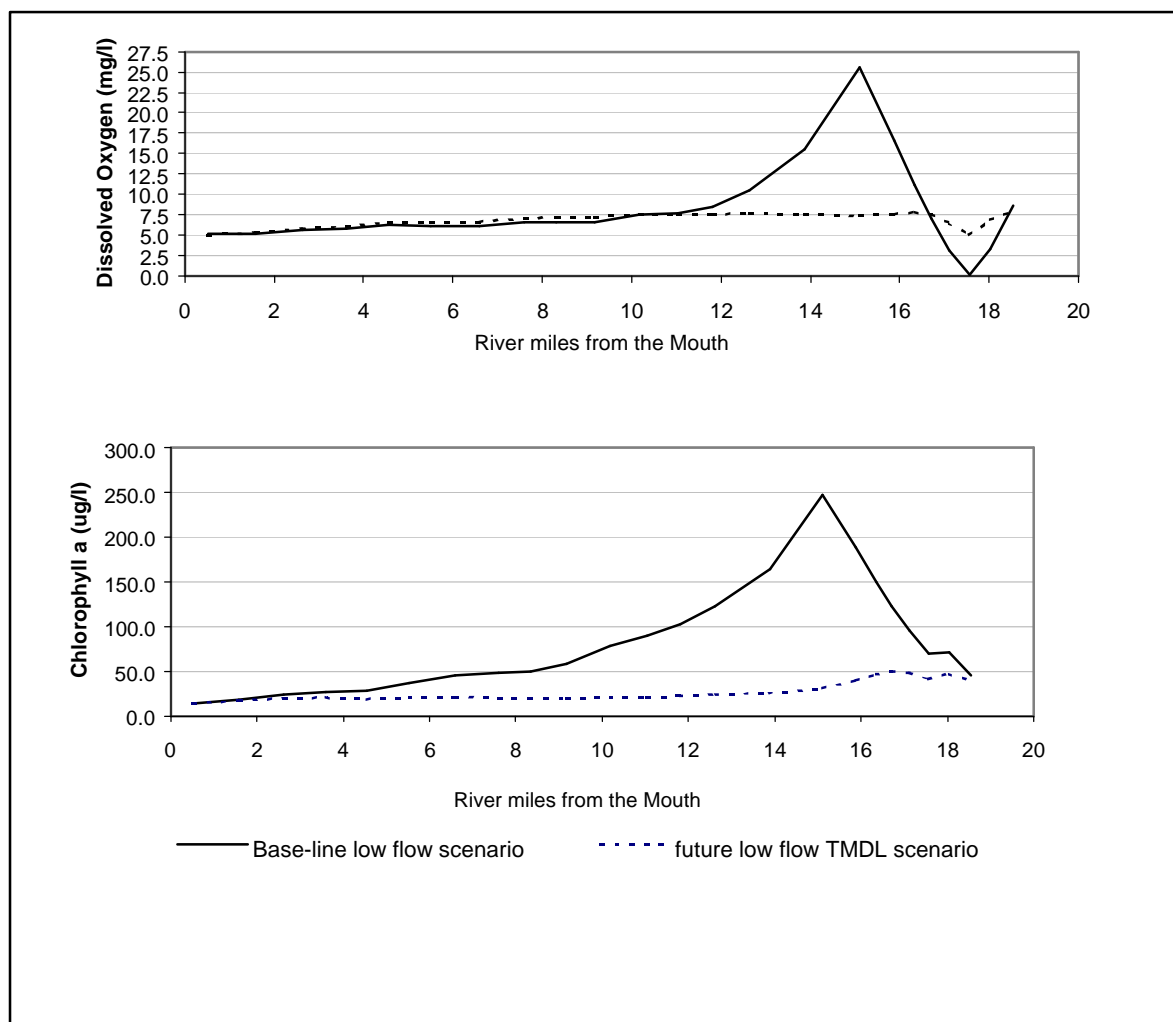 Dissolved Oxygen (mg/l)
27.5
25.0
22.5
20.0
17.5
15.0
12.5
10.0
7.5
5.0
2.5
0.0
0 2 4 6 8 10 12 14 16 18 20
River miles from the Mouth
Chlorophyll a (ug/l)
300.0
250.0
200.0
150.0
100.0
50.0
0.0
0 2 4 6 8 10 12 14 16 18 20
River miles from the Mouth
Base-line low flow scenario
future low flow TMDL scenario